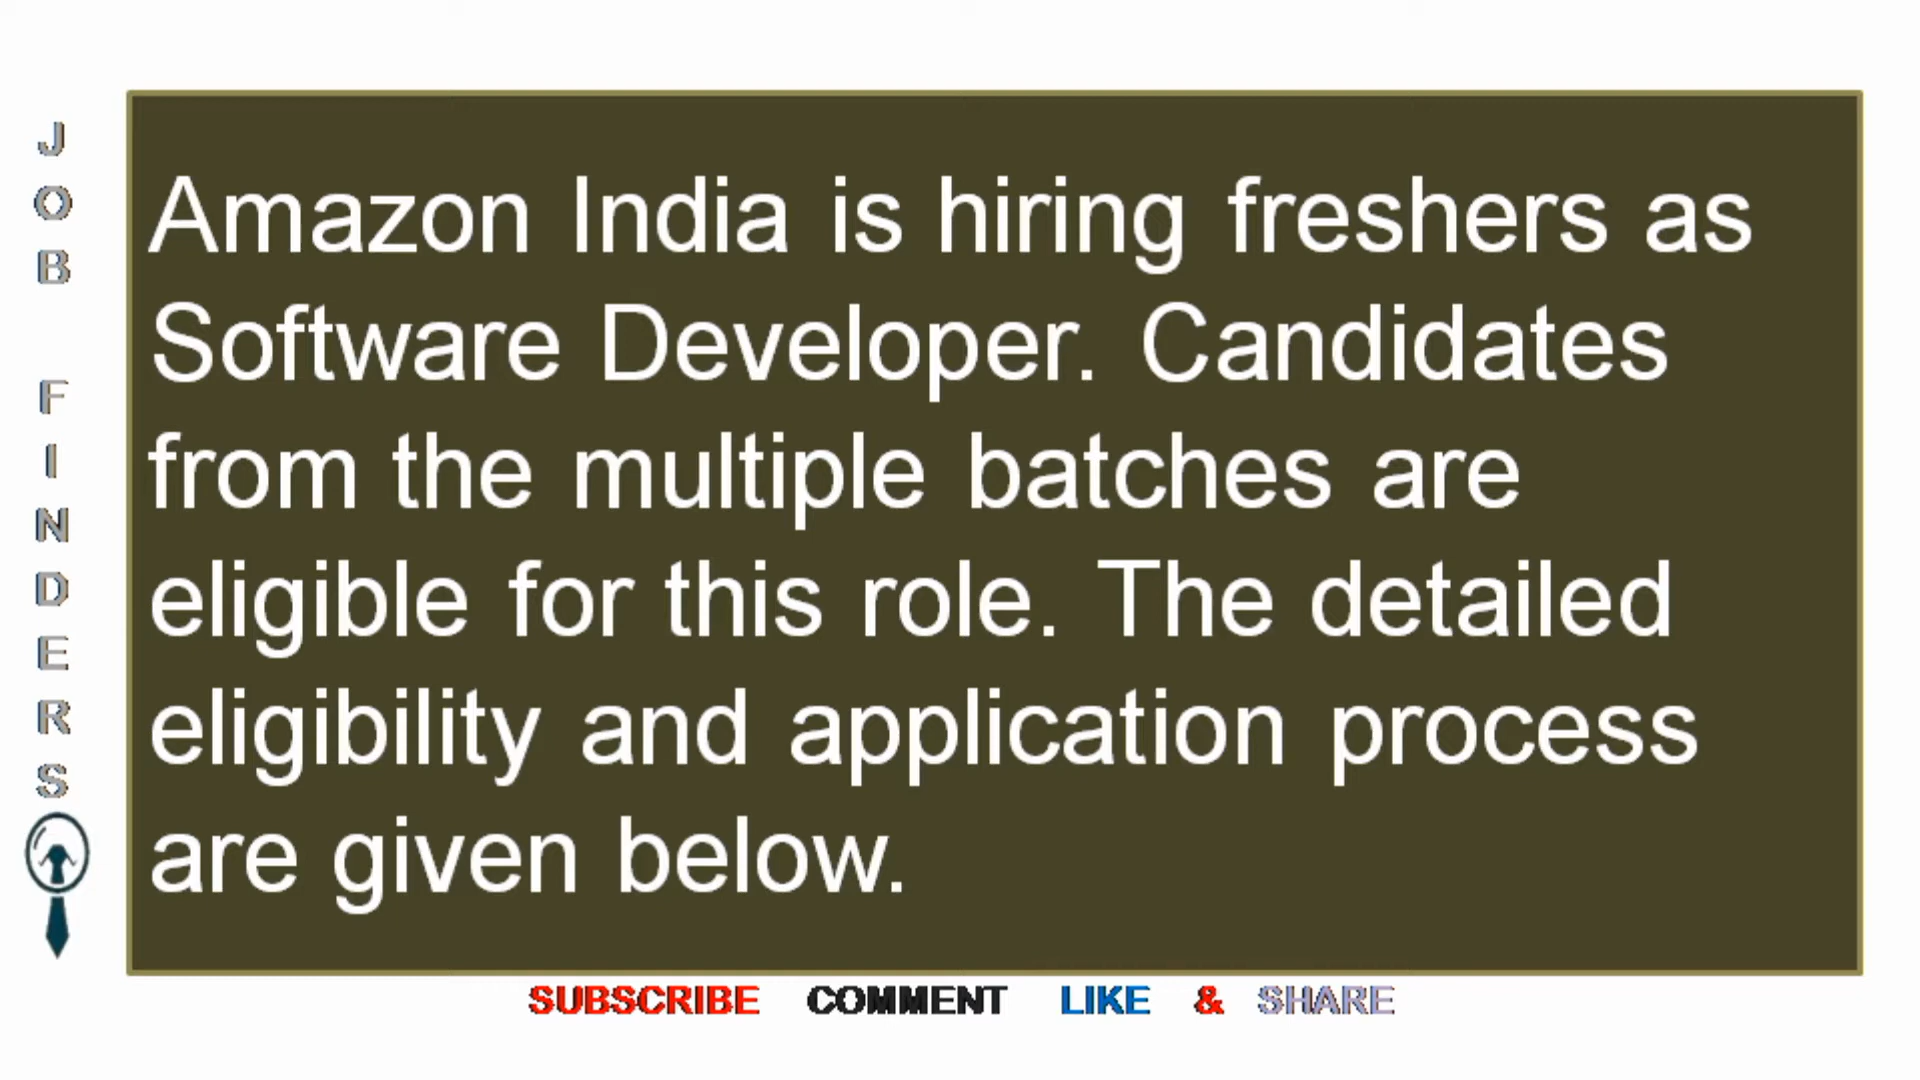 JOB FINDERS
Amazon India is hiring freshers as
Software Developer. Candidates
from the multiple batches are
eligible for this role. The detailed
eligibility and application process
are given below.
SUBSCRIBE COMMENT LIKE & SHARE